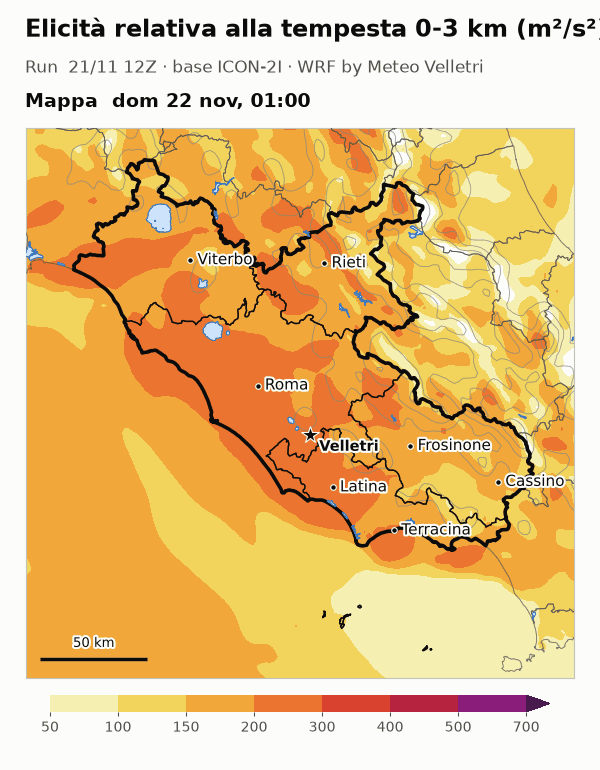 Elicità relativa alla tempesta 0-3 km (m²/s²)
Run  21/11 12Z · base ICON-2I · WRF by Meteo Velletri
Mappa  dom 22 nov, 01:00
Viterbo
Rieti
Roma
Velletri
Frosinone
Cassino
Latina
Terracina
50 km
50 100 150 200 300 400 500 700